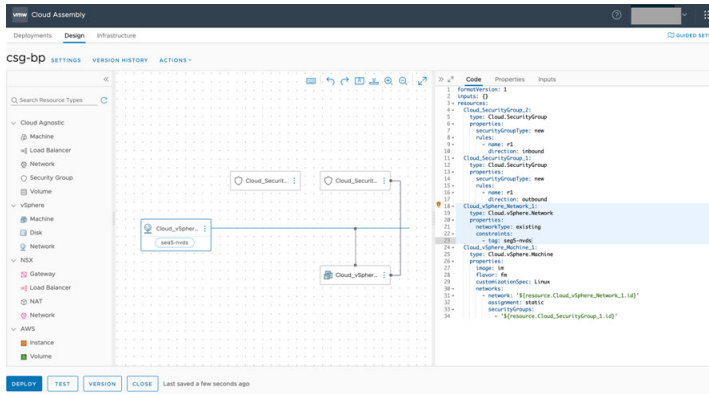 vmw Cloud Assembly
Deployments Design Infrastructure
GUIDED SET
csg-bp SETTINGS VERSION HISTORY ACTIONS
Search Resource Types
Cloud Agnostic
Machine
Load Balancer
Network
Security Group
Volume
vSphere
Machine
Disk
Network
NSX
Gateway
Load Balancer
NAT
Network
AWS
Instance
Volume
Cloud_Securit...
Cloud_Securit...
Cloud_vSpher...
seg5-nvds
Cloud_vSpher...
Code Properties Inputs
1 formatVersion: 1
2 inputs: {}
3 resources:
4 Cloud_SecurityGroup_2:
5 type: Cloud.SecurityGroup
6 properties:
7 securityGroupType: new
8 rules:
9 - name: r1
10 direction: inbound
11 Cloud_SecurityGroup_1:
12 type: Cloud.SecurityGroup
13 properties:
14 securityGroupType: new
15 rules:
16 - name: r1
17 direction: outbound
18 Cloud_vSphere_Network_1:
19 type: Cloud.vSphere.Network
20 properties:
21 networkType: existing
22 constraints:
23 - tag: seg5-nvds
24 Cloud_vSphere_Machine_1:
25 type: Cloud.vSphere.Machine
26 properties:
27 image: im
28 flavor: fm
29 customizationSpec: Linux
30 networks:
31 - network: '${resource.Cloud_vSphere_Network_1.id}'
32 assignment: static
33 securityGroups:
34 - '${resource.Cloud_SecurityGroup_1.id}'
DEPLOY TEST VERSION CLOSE Last saved a few seconds ago